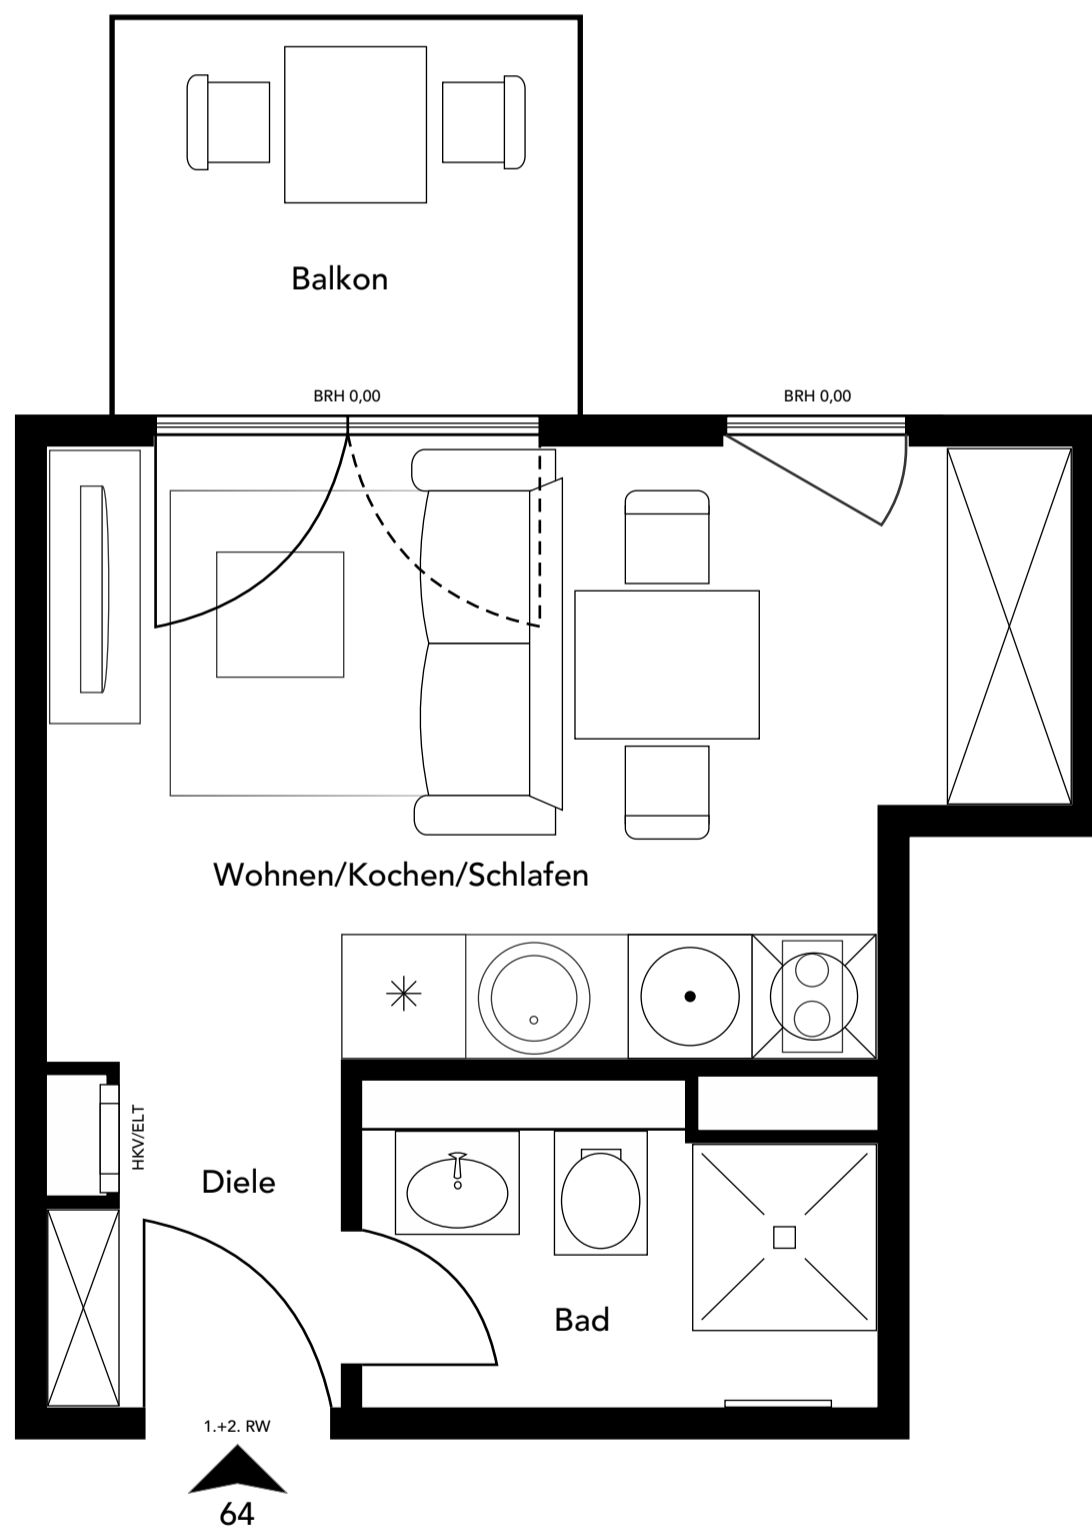 Balkon
BRH 0,00
BRH 0,00
Wohnen/Kochen/Schlafen
HKV/ELT
Diele
Bad
1.+2. RW
64